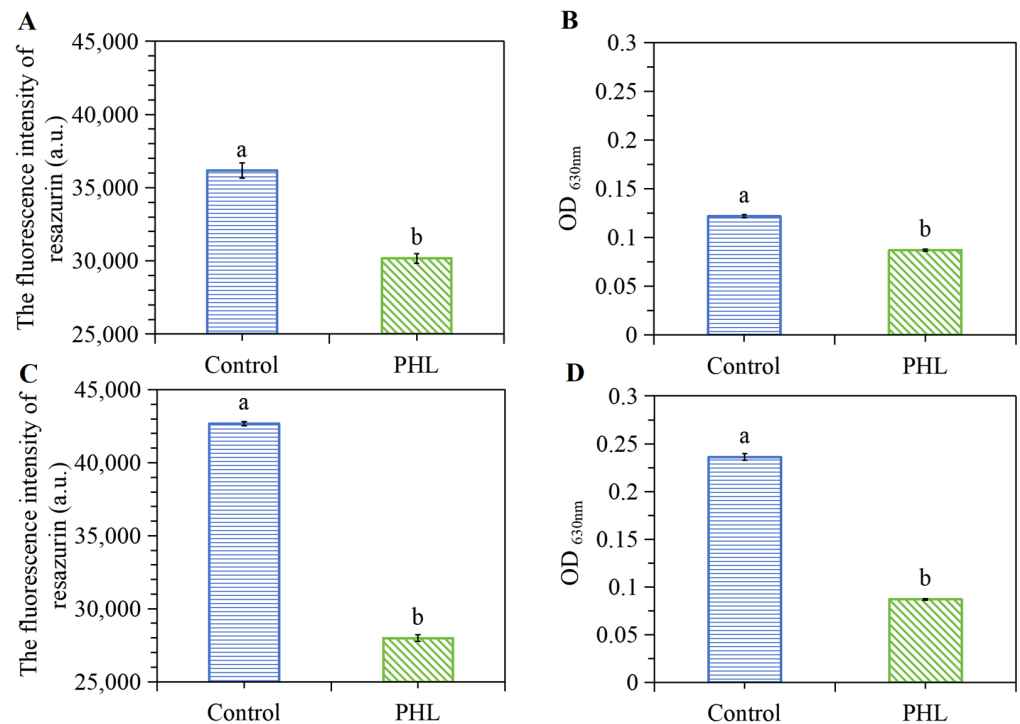 A
The fluorescence intensity of
resazurin (a.u.)
45,000
40,000
35,000
30,000
25,000
a
b
Control
PHL
B
OD 630nm
0.3
0.25
0.2
0.15
0.1
0.05
0
a
b
Control
PHL
C
The fluorescence intensity of
resazurin (a.u.)
45,000
40,000
35,000
30,000
25,000
a
b
Control
PHL
D
OD 630nm
0.3
0.25
0.2
0.15
0.1
0.05
0
a
b
Control
PHL